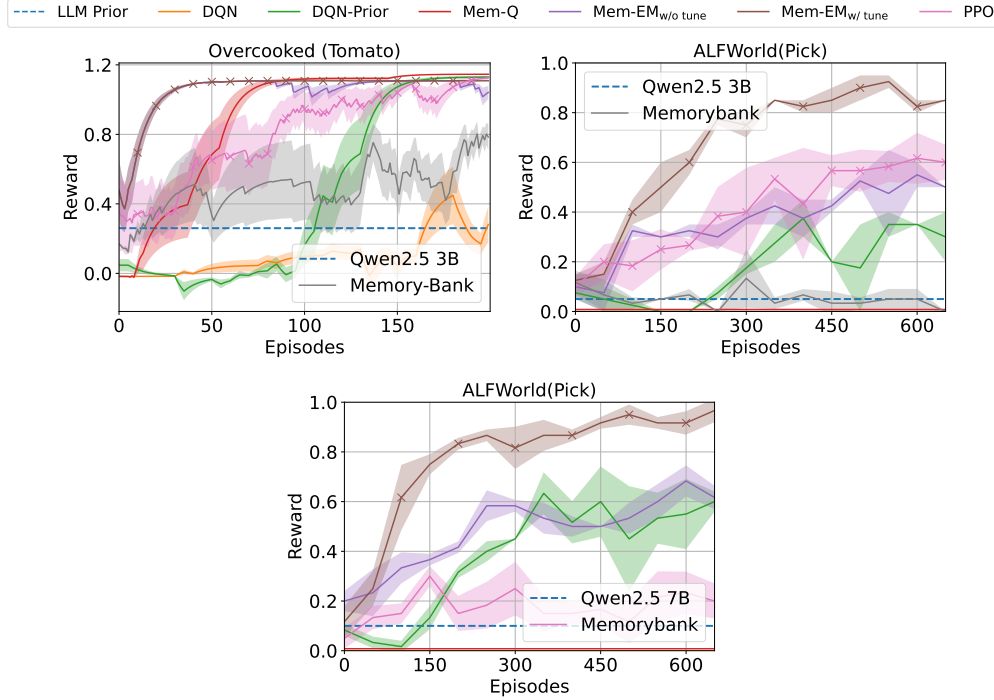 LLM Prior DQN DQN-Prior Mem-Q Mem-EMw/o tune Mem-EMw/ tune PPO
Overcooked (Tomato)
1.2
0.8
0.4
0.0
Reward
Qwen2.5 3B
Memory-Bank
0 50 100 150
Episodes
ALFWorld(Pick)
1.0
0.8
0.6
0.4
0.2
0.0
Reward
Qwen2.5 3B
Memorybank
0 150 300 450 600
Episodes
ALFWorld(Pick)
1.0
0.8
0.6
0.4
0.2
0.0
Reward
Qwen2.5 7B
Memorybank
0 150 300 450 600
Episodes